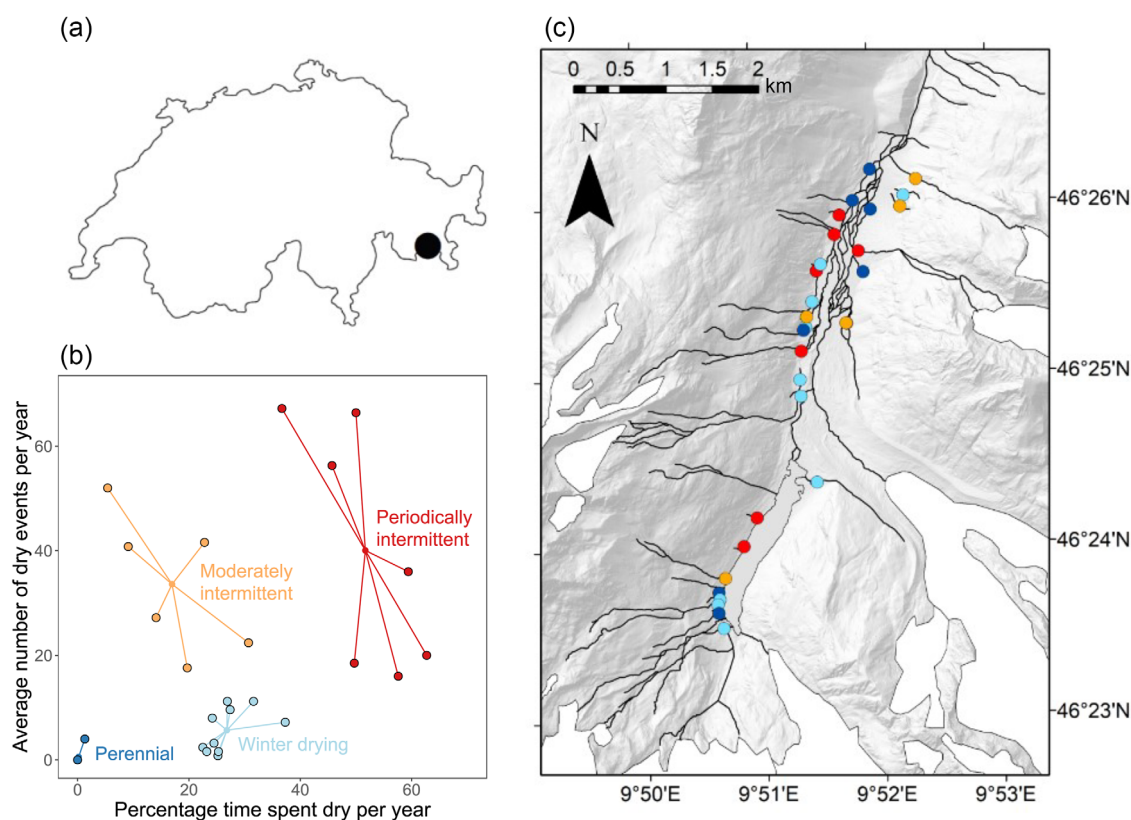 (a)
(b)
Average number of dry events per year
60
40
20
0
Periodically
intermittent
Moderately
intermittent
Winter drying
Perennial
0 20 40 60
Percentage time spent dry per year
(c)
0 0.5 1 1.5 2
km
N
46°26'N
46°25'N
46°24'N
46°23'N
9°50'E 9°51'E 9°52'E 9°53'E